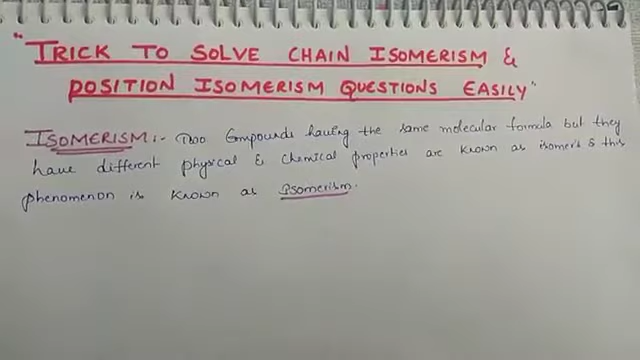 "TRICK TO SOLVE CHAIN ISOMERISM &
POSITION ISOMERISM QUESTIONS EASILY"
ISOMERISM:- Two Compounds having the same molecular formula but they
have different physical & chemical properties are known as isomers & this
phenomenon is known as Isomerism.